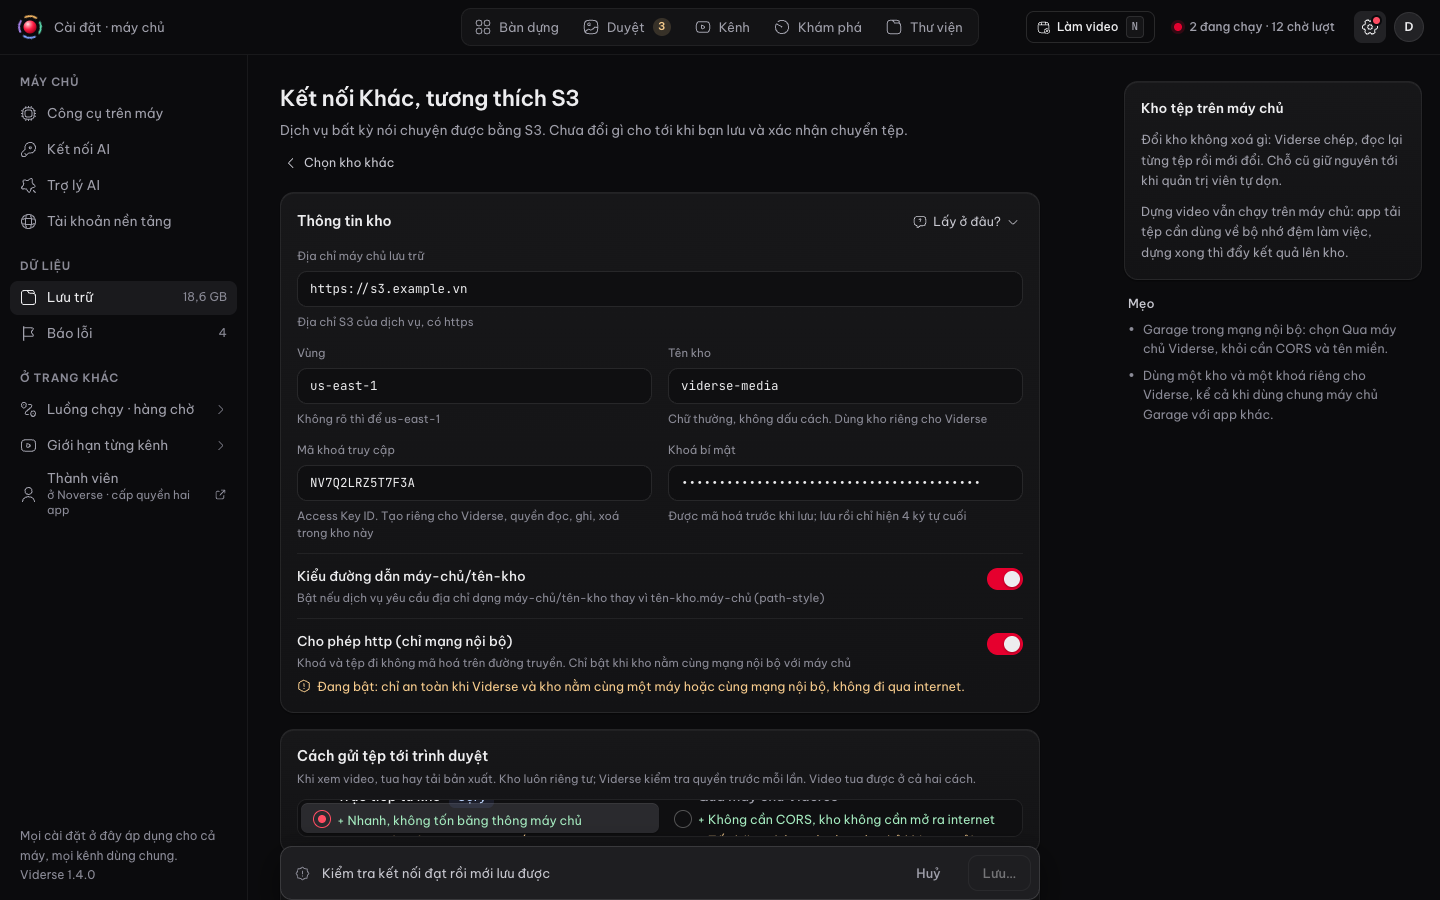 Cài đặt · máy chủ
Bàn dựng
Duyệt 3
Kênh
Khám phá
Thư viện
Làm video N
2 đang chạy · 12 chờ lượt
D
MÁY CHỦ
Công cụ trên máy
Kết nối AI
Trợ lý AI
Tài khoản nền tảng
DỮ LIỆU
Lưu trữ 18,6 GB
Báo lỗi 4
Ở TRANG KHÁC
Luồng chạy · hàng chờ
Giới hạn từng kênh
Thành viên
ở Noverse · cấp quyền hai
app
Mọi cài đặt ở đây áp dụng cho cả
máy, mọi kênh dùng chung.
Viderse 1.4.0
Kết nối Khác, tương thích S3
Dịch vụ bất kỳ nói chuyện được bằng S3. Chưa đổi gì cho tới khi bạn lưu và xác nhận chuyển tệp.
Chọn kho khác
Thông tin kho
Lấy ở đâu?
Địa chỉ máy chủ lưu trữ
https://s3.example.vn
Địa chỉ S3 của dịch vụ, có https
Vùng
us-east-1
Không rõ thì để us-east-1
Tên kho
viderse-media
Chữ thường, không dấu cách. Dùng kho riêng cho Viderse
Mã khoá truy cập
NV7Q2LRZ5T7F3A
Access Key ID. Tạo riêng cho Viderse, quyền đọc, ghi, xoá
trong kho này
Khoá bí mật
••••••••••••••••••••••••••••••••••••••••
Được mã hoá trước khi lưu; lưu rồi chỉ hiện 4 ký tự cuối
Kiểu đường dẫn máy-chủ/tên-kho
Bật nếu dịch vụ yêu cầu địa chỉ dạng máy-chủ/tên-kho thay vì tên-kho.máy-chủ (path-style)
Cho phép http (chỉ mạng nội bộ)
Khoá và tệp đi không mã hoá trên đường truyền. Chỉ bật khi kho nằm cùng mạng nội bộ với máy chủ
Đang bật: chỉ an toàn khi Viderse và kho nằm cùng một máy hoặc cùng mạng nội bộ, không đi qua internet.
Cách gửi tệp tới trình duyệt
Khi xem video, tua hay tải bản xuất. Kho luôn riêng tư; Viderse kiểm tra quyền trước mỗi lần. Video tua được ở cả hai cách.
+ Nhanh, không tốn băng thông máy chủ
+ Không cần CORS, kho không cần mở ra internet
Kiểm tra kết nối đạt rồi mới lưu được
Huỷ
Lưu…
Kho tệp trên máy chủ
Đổi kho không xoá gì: Viderse chép, đọc lại
từng tệp rồi mới đổi. Chỗ cũ giữ nguyên tới
khi quản trị viên tự dọn.
Dựng video vẫn chạy trên máy chủ: app tải
tệp cần dùng về bộ nhớ đệm làm việc,
dựng xong thì đẩy kết quả lên kho.
Mẹo
• Garage trong mạng nội bộ: chọn Qua máy
chủ Viderse, khỏi cần CORS và tên miền.
• Dùng một kho và một khoá riêng cho
Viderse, kể cả khi dùng chung máy chủ
Garage với app khác.